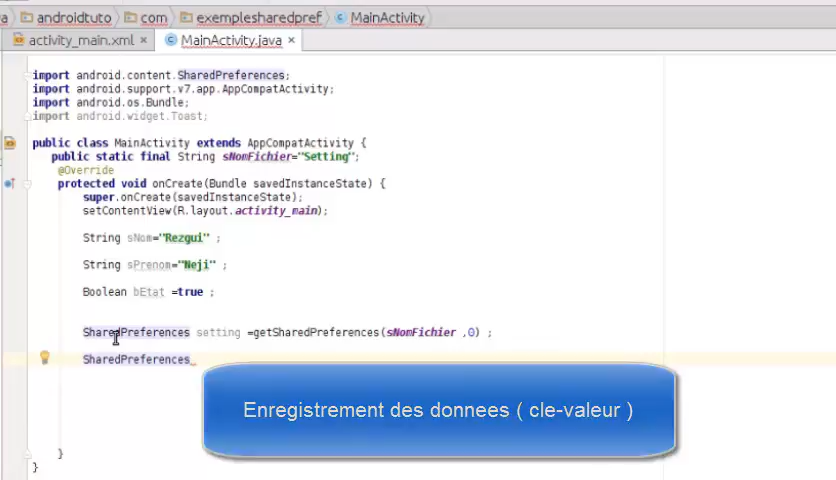 a androidtuto com exemplesharedpref MainActivity
activity_main.xml MainActivity.java
import android.content.SharedPreferences;
import android.support.v7.app.AppCompatActivity;
import android.os.Bundle;
import android.widget.Toast;
public class MainActivity extends AppCompatActivity {
public static final String sNomFichier="Setting";
@Override
protected void onCreate(Bundle savedInstanceState) {
super.onCreate(savedInstanceState);
setContentView(R.layout.activity_main);
String sNom="Rezgui" ;
String sPrenom="Neji" ;
Boolean bEtat =true ;
SharedPreferences setting =getSharedPreferences(sNomFichier ,0) ;
SharedPreferences
Enregistrement des donnees ( cle-valeur )
}
}